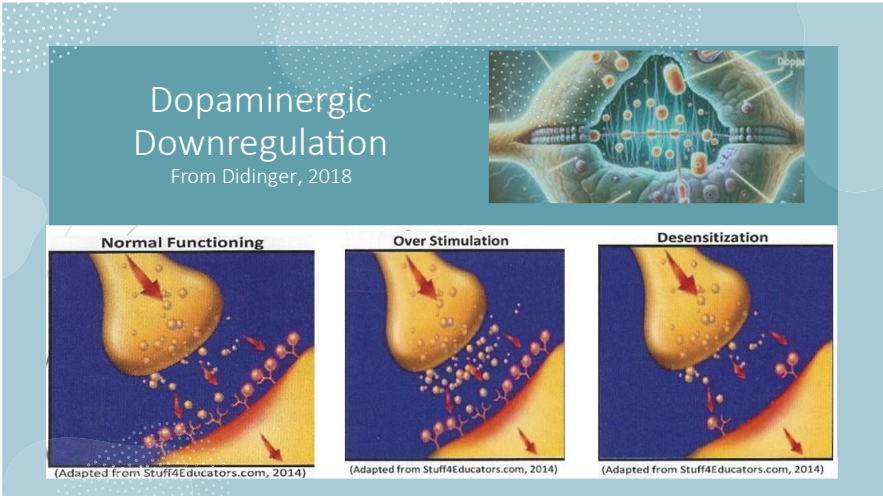 Dopaminergic
Downregulation
From Didinger, 2018
Normal Functioning
Over Stimulation
Desensitization
(Adapted from Stuff4Educators.com, 2014)
(Adapted from Stuff4Educators.com, 2014)
(Adapted from Stuff4Educators.com, 2014)